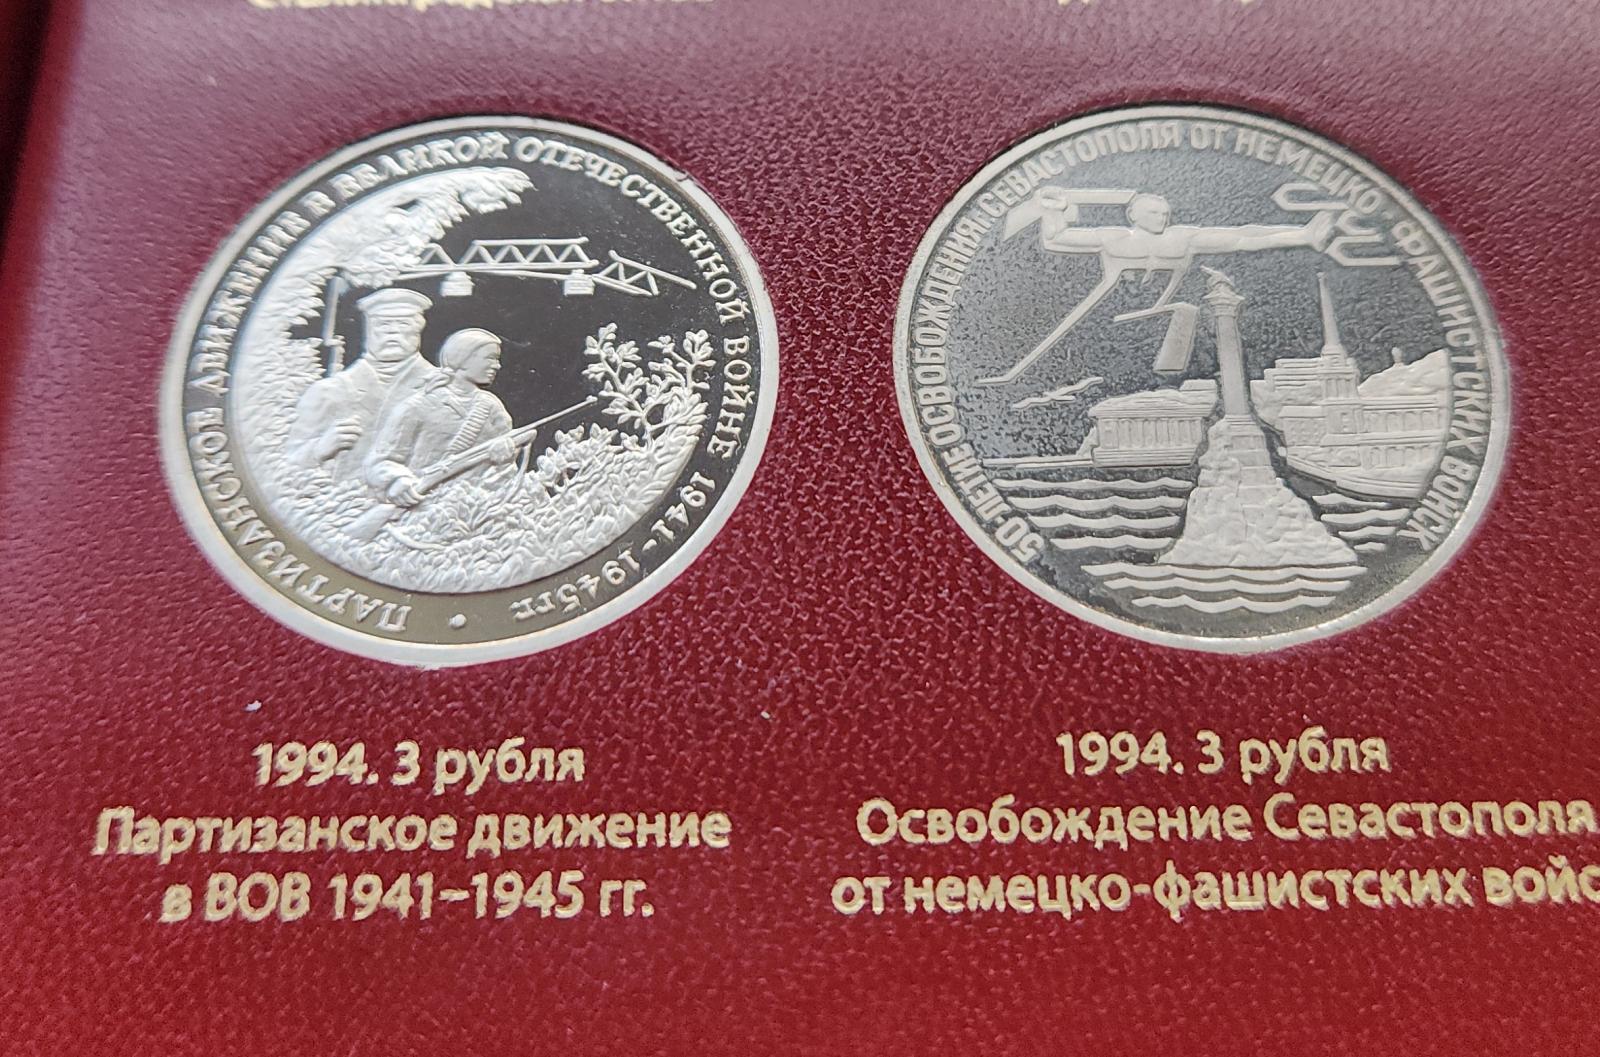 ПАРТИЗАНСКОЕ ДВИЖЕНИЕ В ВЕЛИКОЙ ОТЕЧЕСТВЕННОЙ ВОЙНЕ 1941-1945гг.
50-ЛЕТИЕ ОСВОБОЖДЕНИЯ СЕВАСТОПОЛЯ ОТ НЕМЕЦКО-ФАШИСТСКИХ ВОЙСК
1994. 3 рубля
Партизанское движение
в ВОВ 1941–1945 гг.
1994. 3 рубля
Освобождение Севастополя
от немецко-фашистских войс